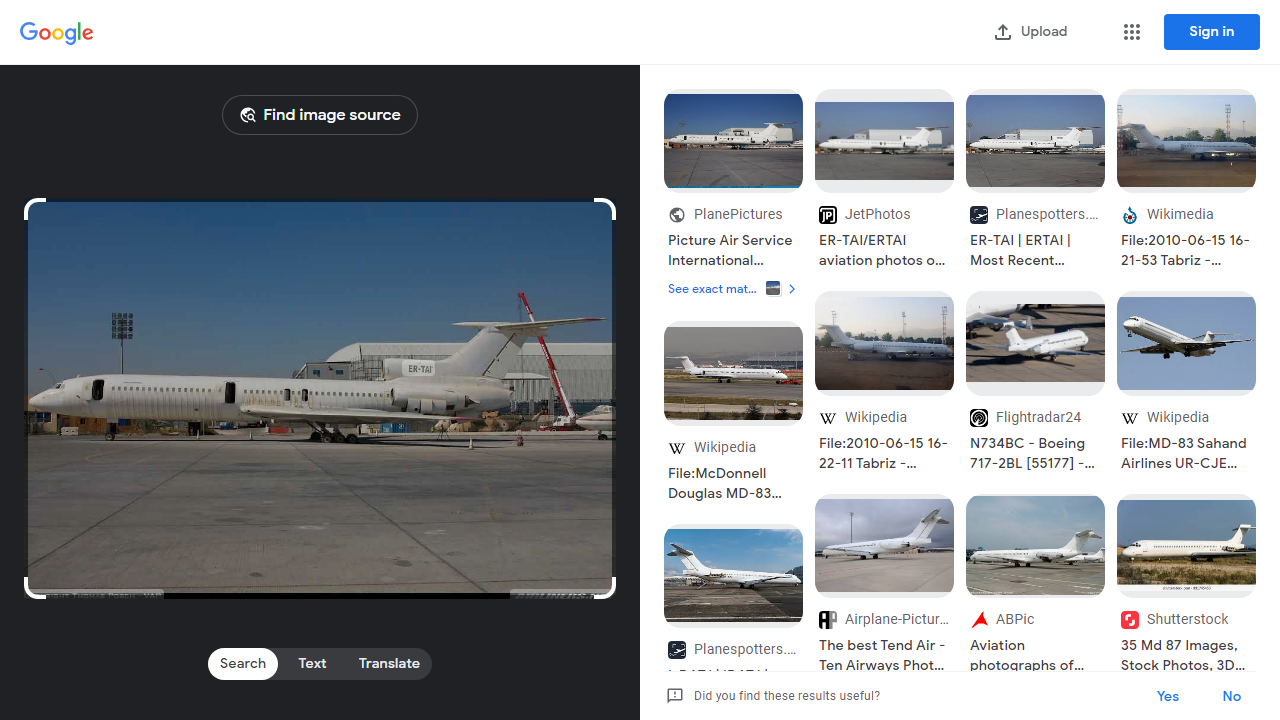 Google
Upload
Sign in
Find image source
ER-TAI
Search
Text
Translate
PlanePictures
Picture Air Service
International...
See exact mat...
JetPhotos
ER-TAI/ERTAI
aviation photos o...
Planespotters....
ER-TAI | ERTAI |
Most Recent...
Wikimedia
File:2010-06-15 16-
21-53 Tabriz -...
Wikipedia
File:McDonnell
Douglas MD-83...
Wikipedia
File:2010-06-15 16-
22-11 Tabriz -...
Flightradar24
N734BC - Boeing
717-2BL [55177] -...
Wikipedia
File:MD-83 Sahand
Airlines UR-CJE...
Planespotters....
Airplane-Pictur...
The best Tend Air -
Ten Airways Phot...
ABPic
Aviation
photographs of...
Shutterstock
35 Md 87 Images,
Stock Photos, 3D...
Did you find these results useful?
Yes
No